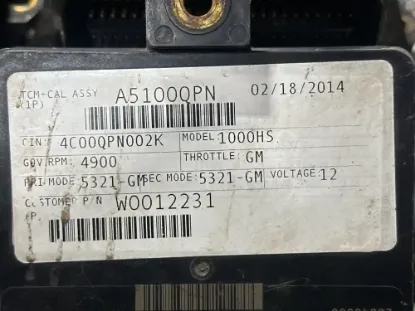 TCM+CAL ASSY A5100QPN 02/18/2014
(1P)
CIN: 4C00QPN002K MODEL 1000HS
GOV.RPM: 4900 THROTTLE: GM
PRI MODE: 5321-GM SEC MODE: 5321-GM VOLTAGE: 12
CUSTOMER P/N W0012231